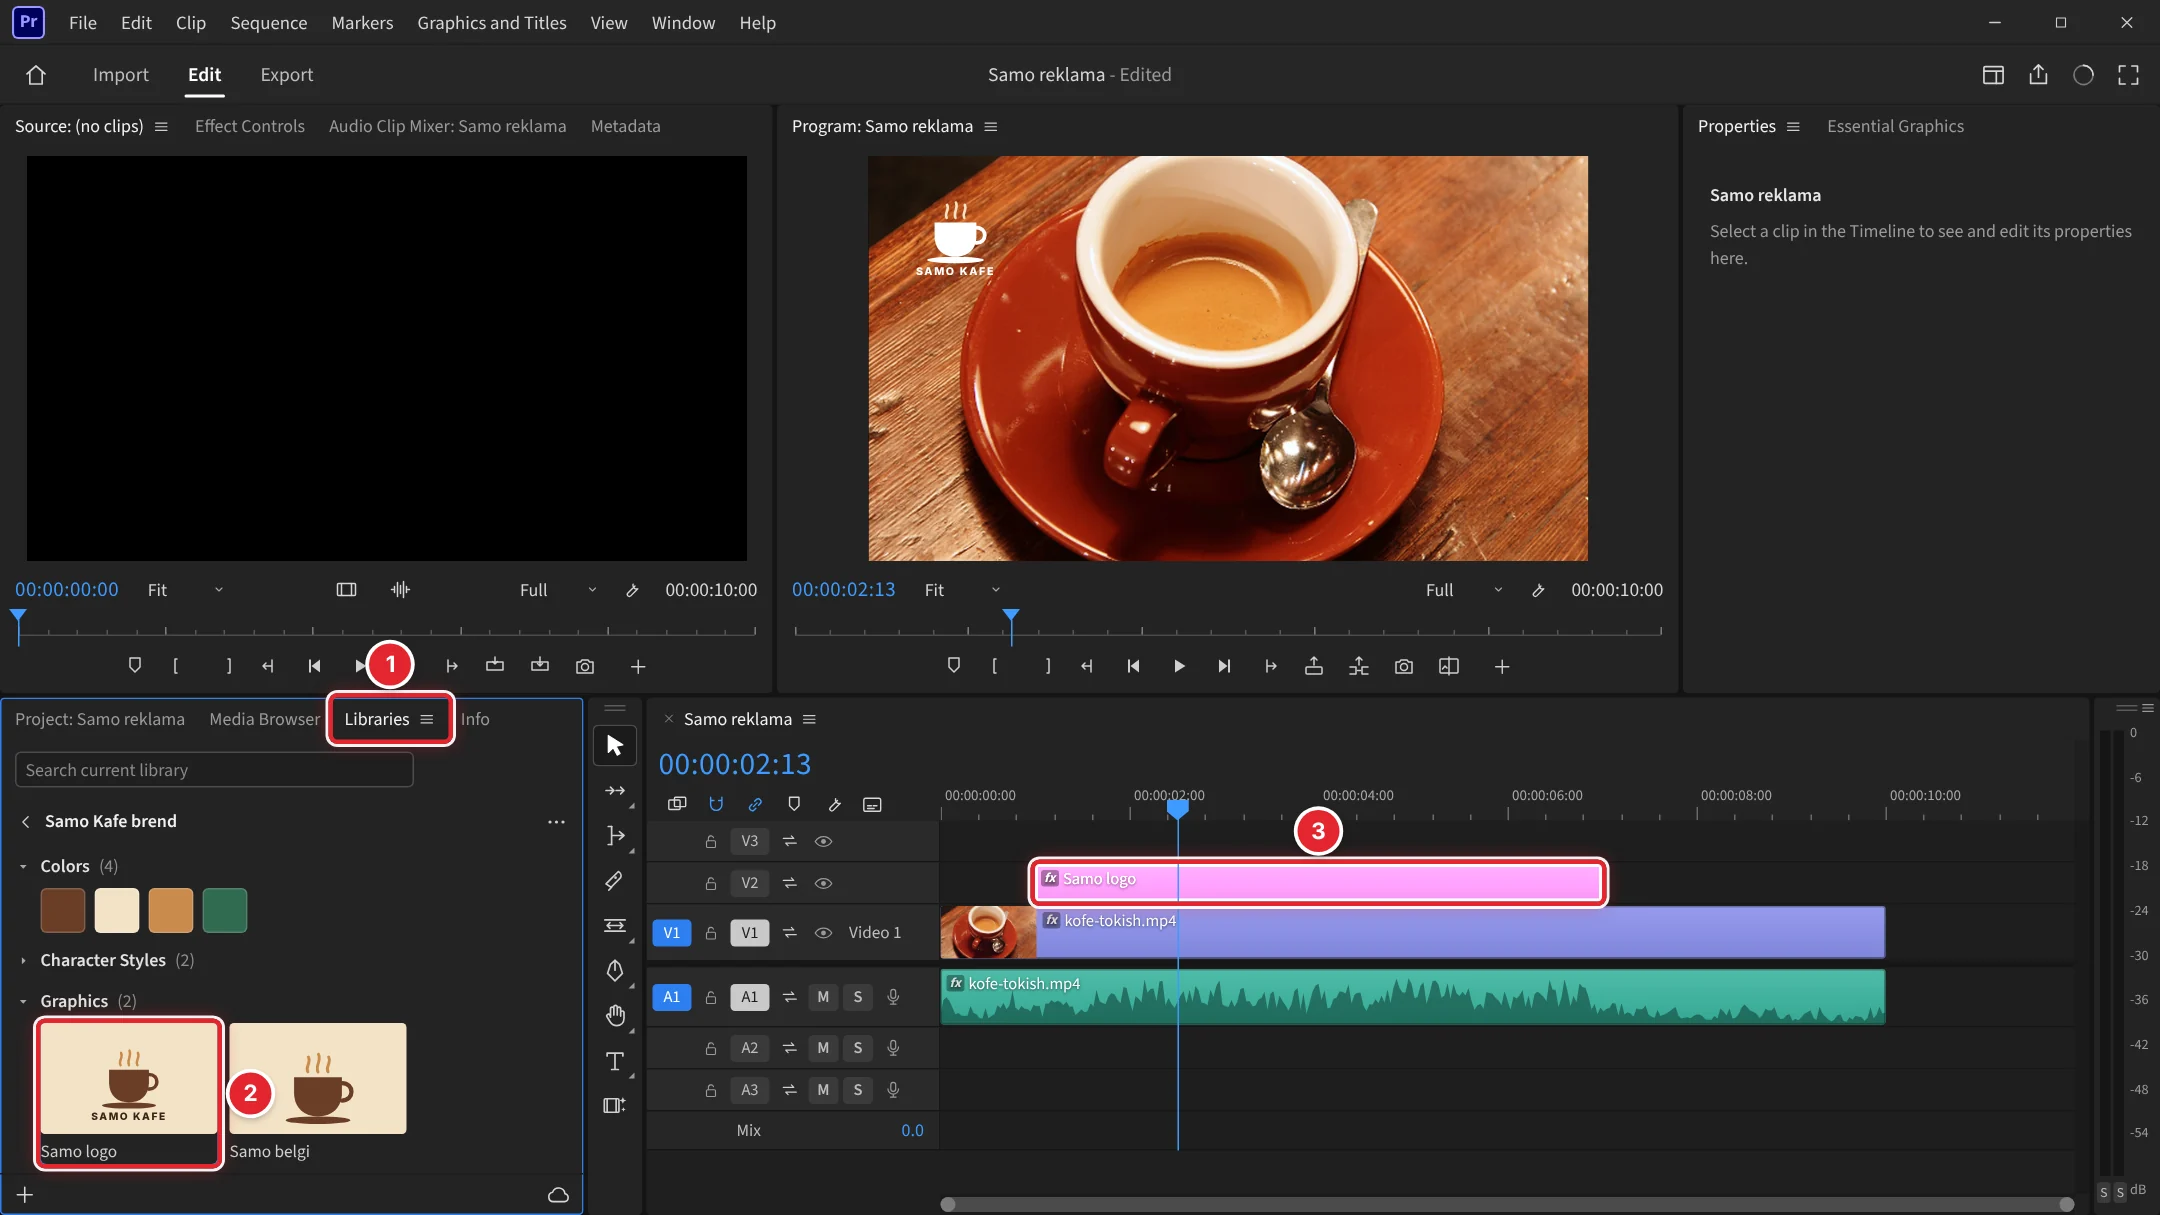 Pr File Edit Clip Sequence Markers Graphics and Titles View Window Help
Import Edit Export Samo reklama - Edited
Source: (no clips) Effect Controls Audio Clip Mixer: Samo reklama Metadata
Program: Samo reklama
Properties Essential Graphics
Samo reklama
Select a clip in the Timeline to see and edit its properties
here.
SAMO KAFE
00:00:00:00 Fit Full 00:00:10:00
00:00:02:13 Fit Full 00:00:10:00
1
Project: Samo reklama Media Browser Libraries Info
Search current library
Samo Kafe brend
Colors (4)
Character Styles (2)
Graphics (2)
SAMO KAFE
2
Samo logo Samo belgi
Samo reklama
00:00:02:13
00:00:00:00 00:00:02:00 00:00:04:00 00:00:06:00 00:00:08:00 00:00:10:00
3
V3
V2 fx Samo logo
V1 V1 Video 1 fx kofe-tokish.mp4
A1 A1 M S fx kofe-tokish.mp4
A2 M S
A3 M S
Mix 0.0
0
-6
-12
-18
-24
-30
-36
-42
-48
-54
S S dB